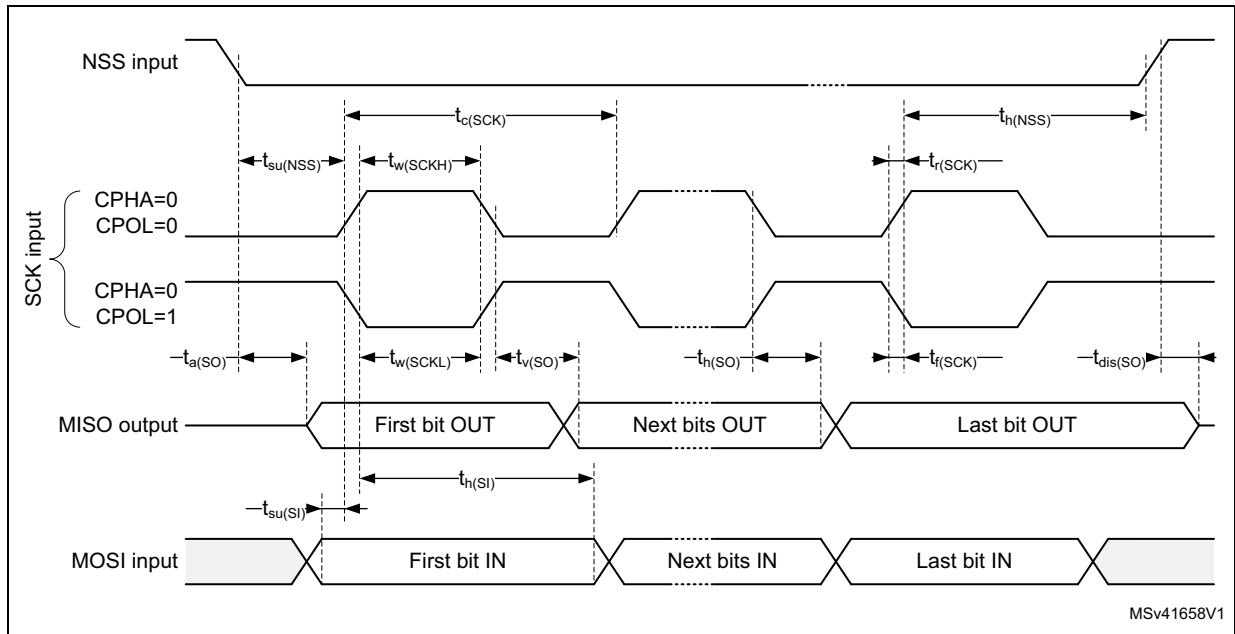 NSS input
tc(SCK)
th(NSS)
tsu(NSS)
tw(SCKH)
tr(SCK)
SCK input
CPHA=0
CPOL=0
CPHA=0
CPOL=1
ta(SO)
tw(SCKL)
tv(SO)
th(SO)
tf(SCK)
tdis(SO)
MISO output
First bit OUT
Next bits OUT
Last bit OUT
th(SI)
tsu(SI)
MOSI input
First bit IN
Next bits IN
Last bit IN
MSv41658V1